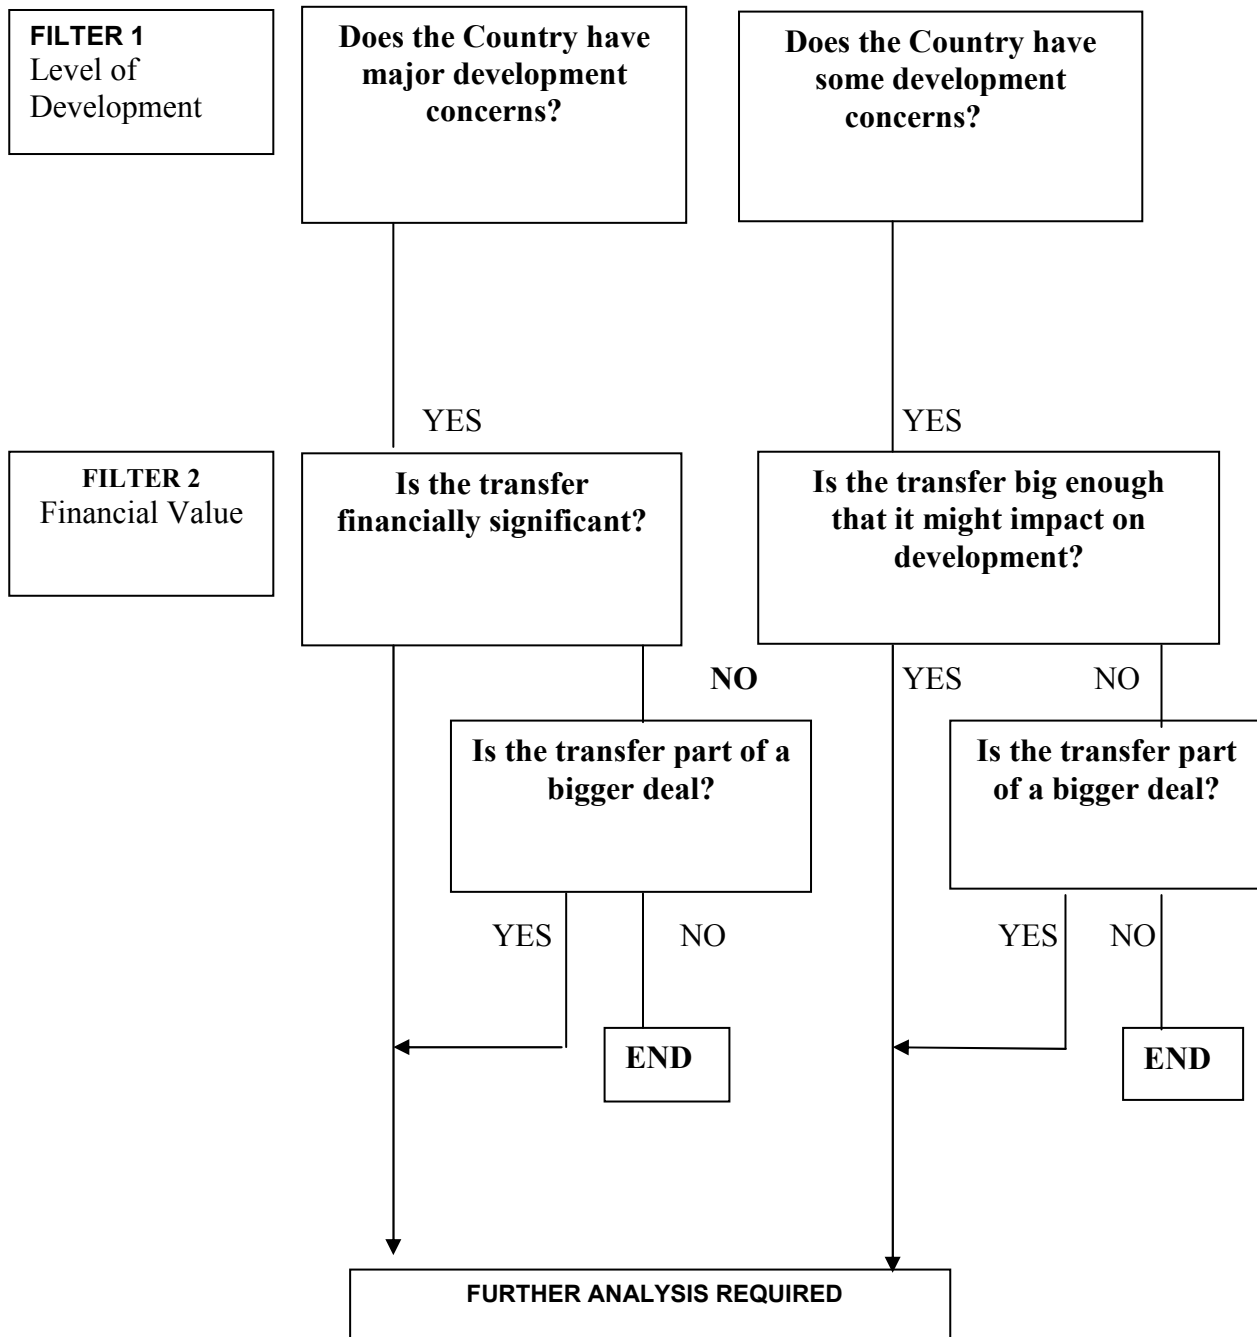 FILTER 1
Level of
Development
Does the Country have
major development
concerns?
Does the Country have
some development
concerns?
YES
YES
FILTER 2
Financial Value
Is the transfer
financially significant?
Is the transfer big enough
that it might impact on
development?
NO
YES
NO
Is the transfer part of a
bigger deal?
Is the transfer part
of a bigger deal?
YES
NO
YES
NO
END
END
FURTHER ANALYSIS REQUIRED